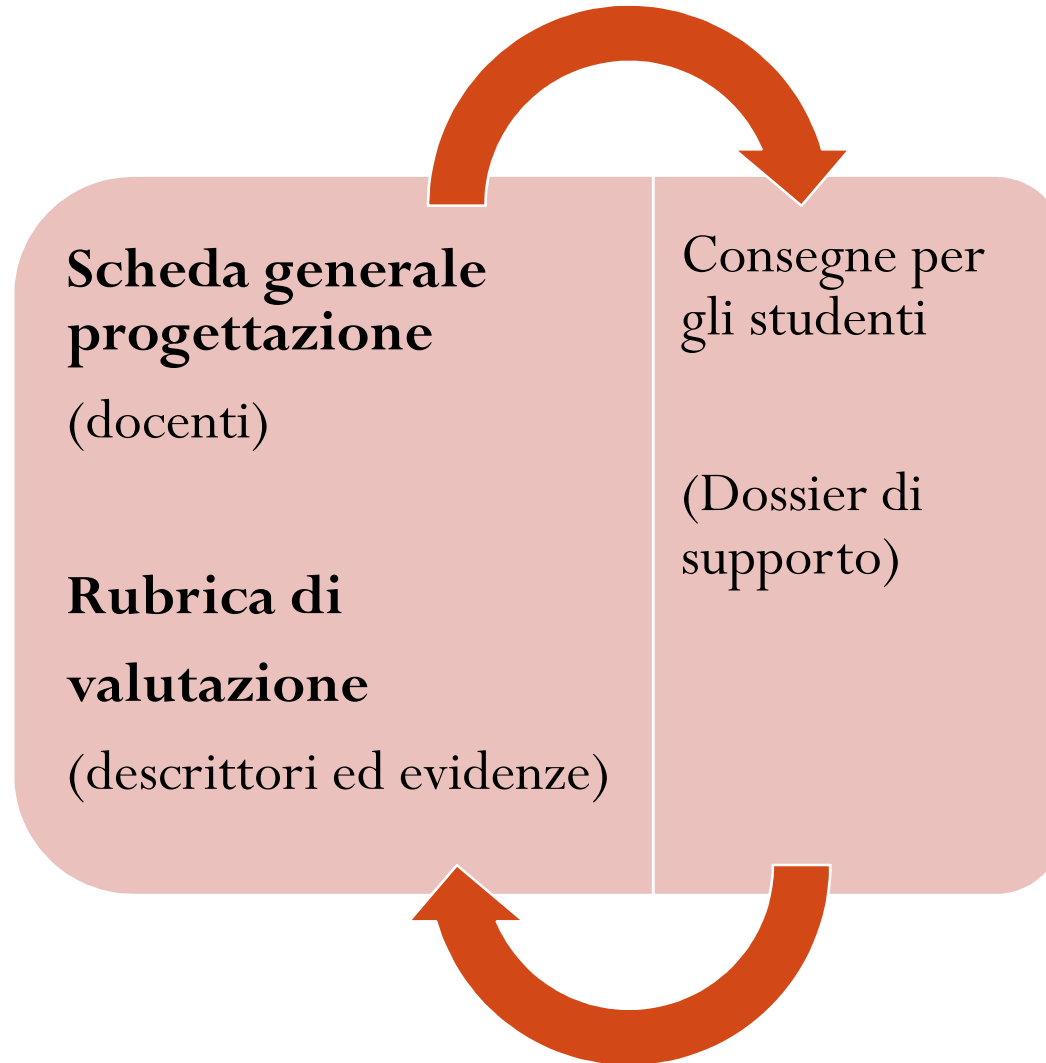 Scheda generale
progettazione
(docenti)
Rubrica di
valutazione
(descrittori ed evidenze)
Consegne per
gli studenti
(Dossier di
supporto)